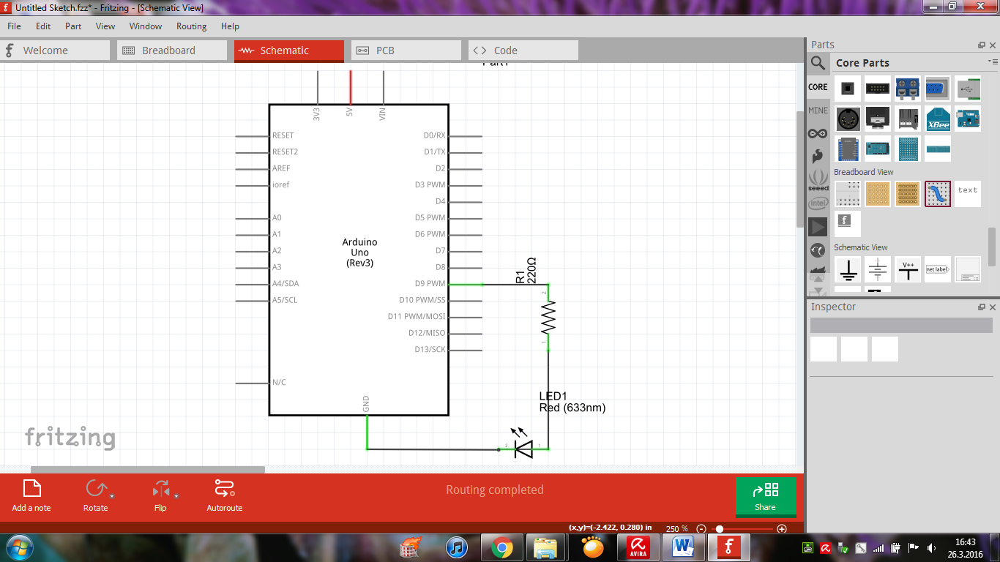 Untitled Sketch.fzz* - Fritzing - [Schematic View]
File Edit Part View Window Routing Help
Welcome Breadboard Schematic PCB Code
Parts
Core Parts
CORE
MINE
seeed
intel
XBee
Breadboard View
text
Schematic View
V++
net label
Inspector
Part1
3V3 5V VIN
RESET D0/RX
RESET2 D1/TX
AREF D2
ioref D3 PWM
D4
A0 D5 PWM
A1 D6 PWM
A2 D7
A3 D8
A4/SDA D9 PWM
A5/SCL D10 PWM/SS
D11 PWM/MOSI
D12/MISO
D13/SCK
N/C
GND
Arduino
Uno
(Rev3)
R1
220Ω
2
1
LED1
Red (633nm)
2 1
fritzing
Add a note Rotate Flip Autoroute
Routing completed
Share
(x,y)=(-2.422, 0.280) in 250 %
AVIRA
16:43
26.3.2016